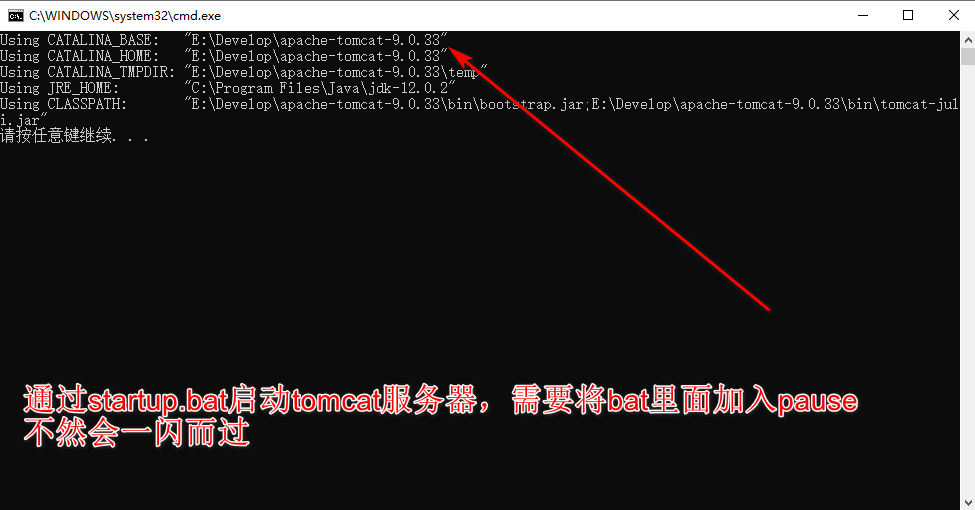 C:\WINDOWS\system32\cmd.exe
Using CATALINA_BASE:   "E:\Develop\apache-tomcat-9.0.33"
Using CATALINA_HOME:   "E:\Develop\apache-tomcat-9.0.33"
Using CATALINA_TMPDIR: "E:\Develop\apache-tomcat-9.0.33\temp"
Using JRE_HOME:        "C:\Program Files\Java\jdk-12.0.2"
Using CLASSPATH:       "E:\Develop\apache-tomcat-9.0.33\bin\bootstrap.jar;E:\Develop\apache-tomcat-9.0.33\bin\tomcat-jul
i.jar"
请按任意键继续. . .
通过startup.bat启动tomcat服务器，需要将bat里面加入pause
不然会一闪而过